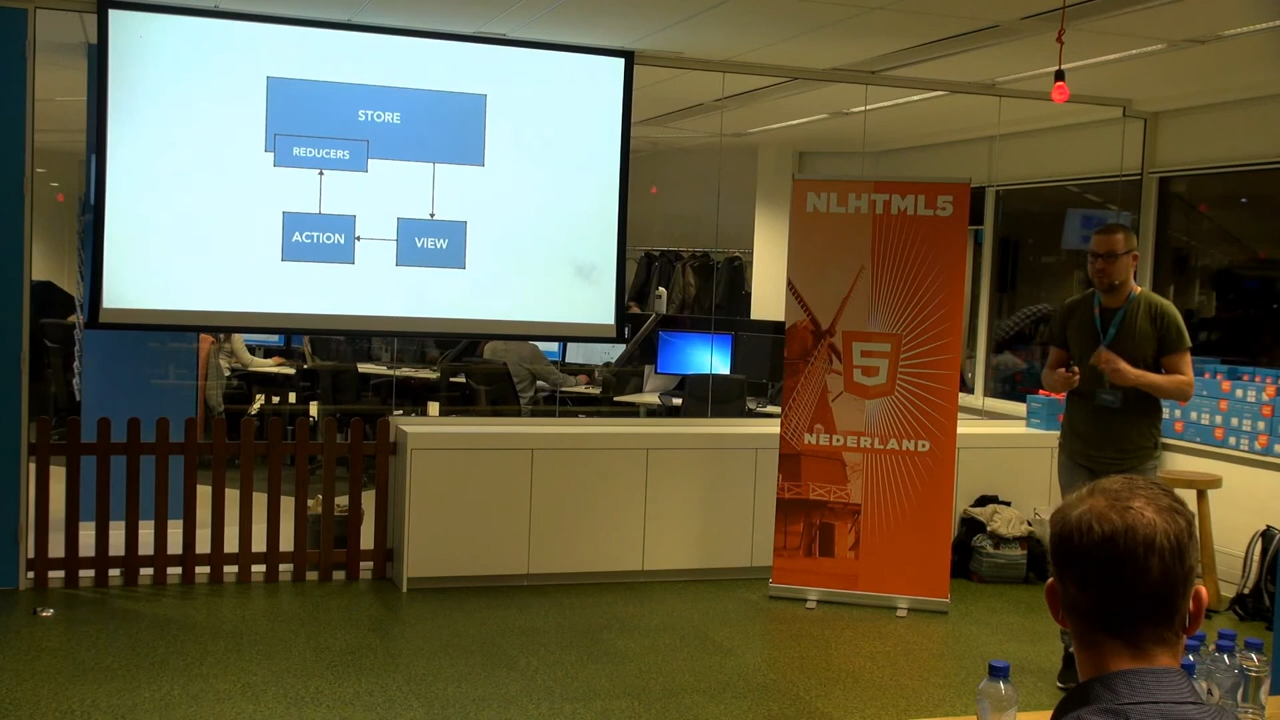 STORE
REDUCERS
ACTION
VIEW
NLHTML5
5
NEDERLAND